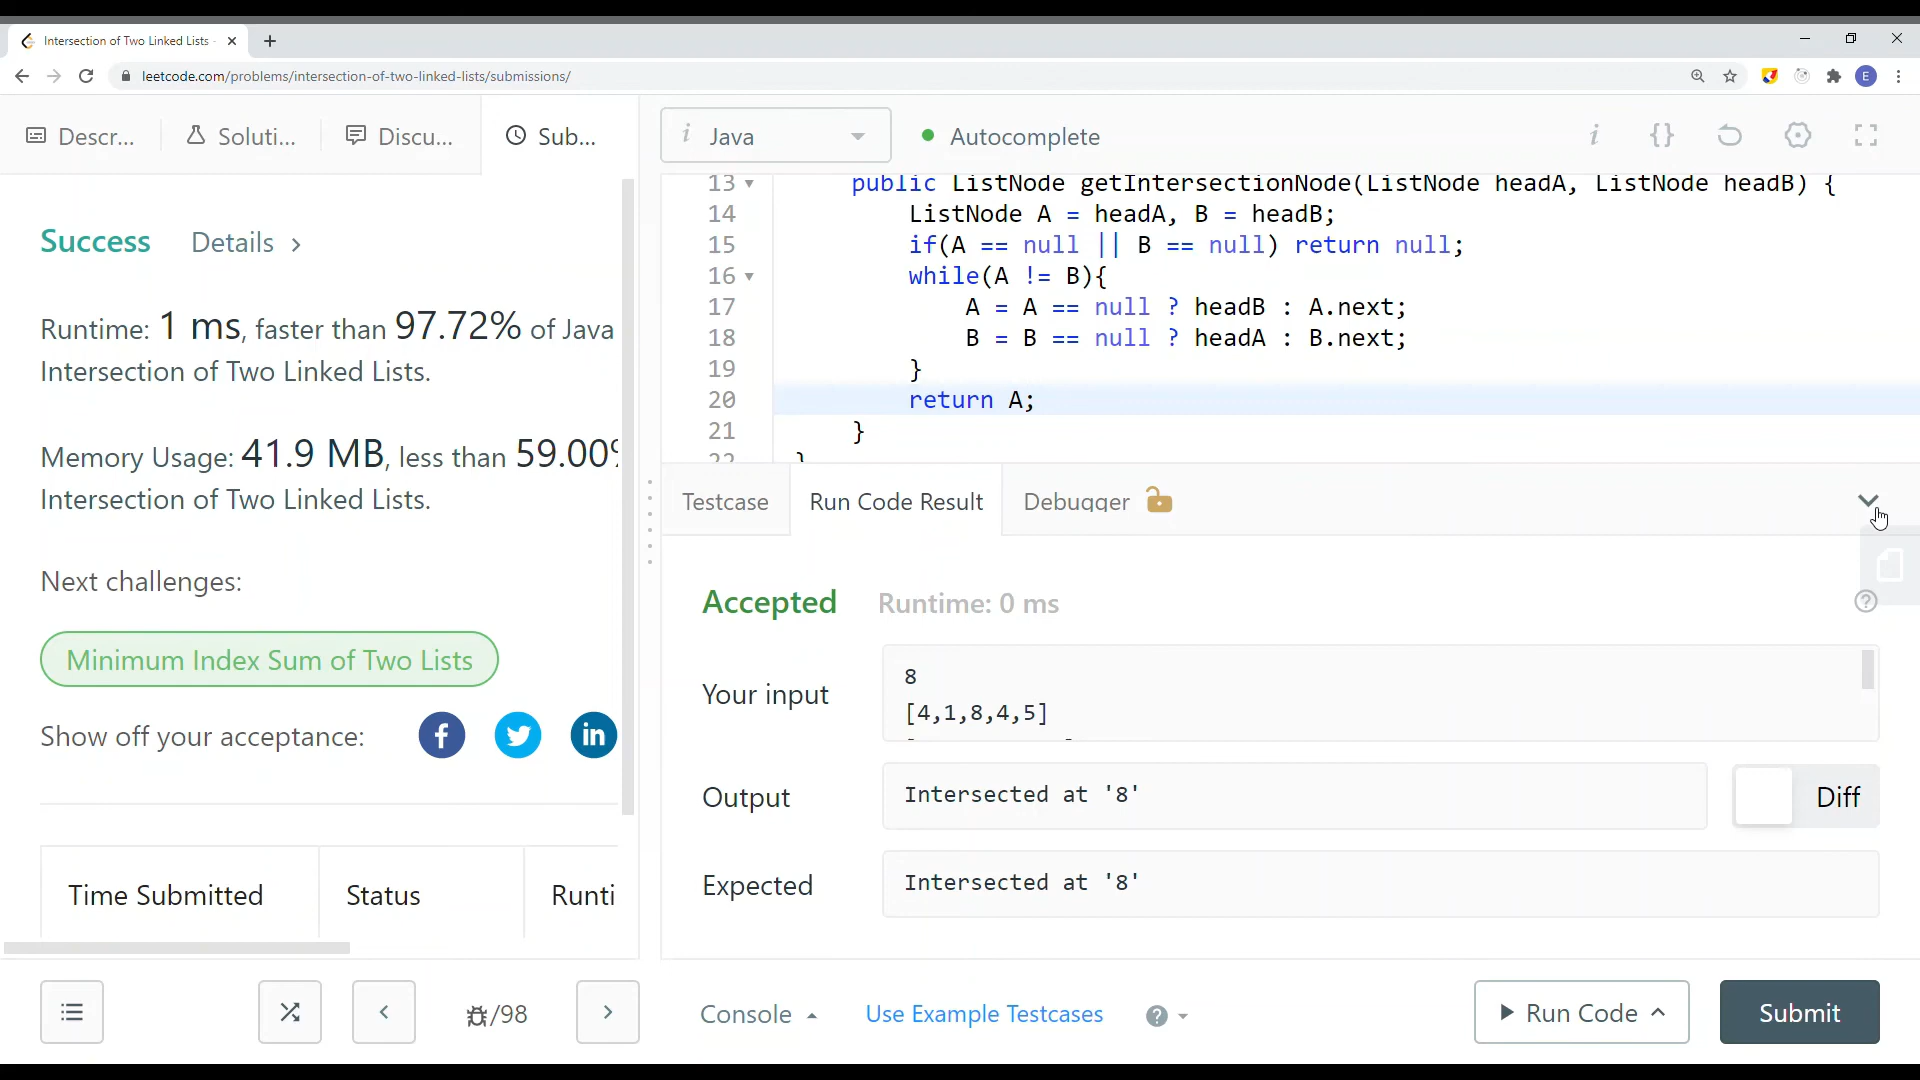 Intersection of Two Linked Lists -
leetcode.com/problems/intersection-of-two-linked-lists/submissions/
E
Descr...
Soluti...
Discu...
Sub...
Success
Details
Runtime: 1 ms, faster than 97.72% of Java
Intersection of Two Linked Lists.
Memory Usage: 41.9 MB, less than 59.00%
Intersection of Two Linked Lists.
Next challenges:
Minimum Index Sum of Two Lists
Show off your acceptance:
Time Submitted
Status
Runti
/98
i Java
Autocomplete
i {}
13 public ListNode getIntersectionNode(ListNode headA, ListNode headB) {
14 ListNode A = headA, B = headB;
15 if(A == null || B == null) return null;
16 while(A != B){
17 A = A == null ? headB : A.next;
18 B = B == null ? headA : B.next;
19 }
20 return A;
21 }
22 }
Testcase
Run Code Result
Debugger
Accepted
Runtime: 0 ms
Your input
8
[4,1,8,4,5]
Output
Intersected at '8'
Diff
Expected
Intersected at '8'
Console
Use Example Testcases
Run Code
Submit